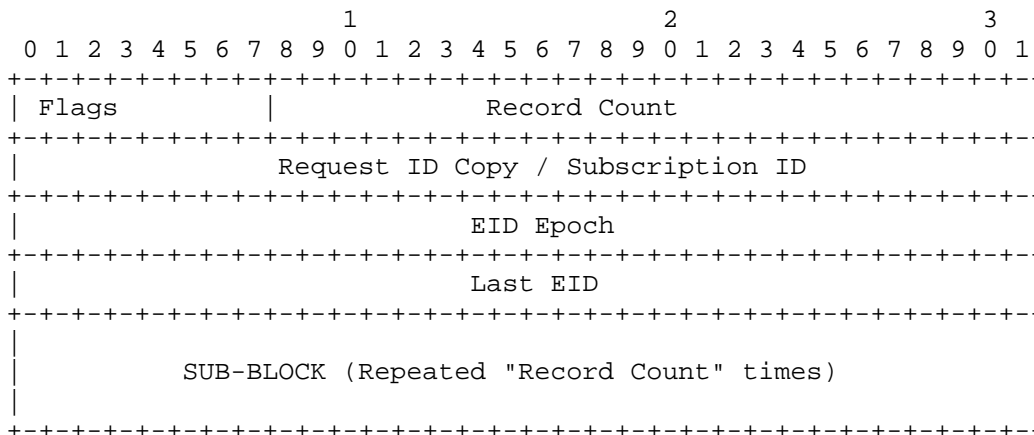 1                   2                   3
 0 1 2 3 4 5 6 7 8 9 0 1 2 3 4 5 6 7 8 9 0 1 2 3 4 5 6 7 8 9 0 1
+-+-+-+-+-+-+-+-+-+-+-+-+-+-+-+-+-+-+-+-+-+-+-+-+-+-+-+-+-+-+-+-
| Flags         |             Record Count
+-+-+-+-+-+-+-+-+-+-+-+-+-+-+-+-+-+-+-+-+-+-+-+-+-+-+-+-+-+-+-+-
|                Request ID Copy / Subscription ID
+-+-+-+-+-+-+-+-+-+-+-+-+-+-+-+-+-+-+-+-+-+-+-+-+-+-+-+-+-+-+-+-
|                            EID Epoch
+-+-+-+-+-+-+-+-+-+-+-+-+-+-+-+-+-+-+-+-+-+-+-+-+-+-+-+-+-+-+-+-
|                            Last EID
+-+-+-+-+-+-+-+-+-+-+-+-+-+-+-+-+-+-+-+-+-+-+-+-+-+-+-+-+-+-+-+-
|
|          SUB-BLOCK (Repeated "Record Count" times)
|
+-+-+-+-+-+-+-+-+-+-+-+-+-+-+-+-+-+-+-+-+-+-+-+-+-+-+-+-+-+-+-+-